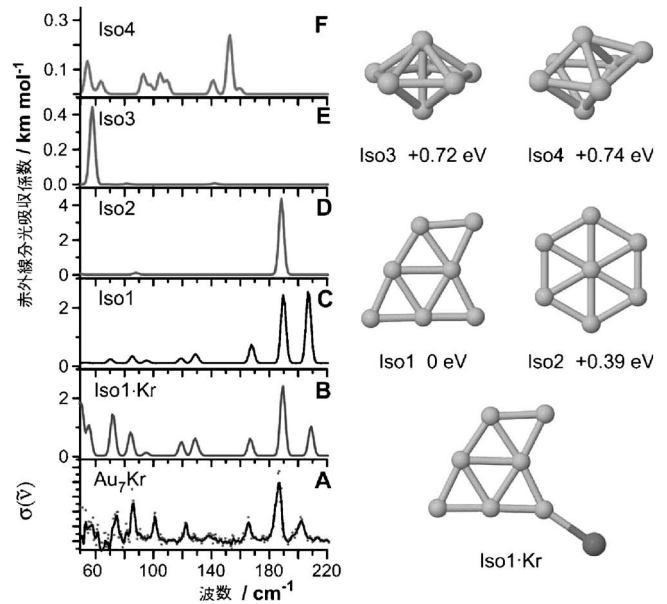 赤外線分光吸収係数 / km mol⁻¹
0.3
0.1
Iso4
F
0.4
0.2
0.0
Iso3
E
4
2
0
Iso2
D
2
0
Iso1
C
2
0
Iso1·Kr
B
σ(ṽ)
Au₇Kr
A
60 100 140 180 220
波数 / cm⁻¹
Iso3 +0.72 eV
Iso4 +0.74 eV
Iso1 0 eV
Iso2 +0.39 eV
Iso1·Kr